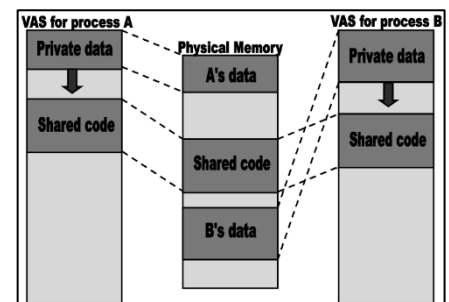 VAS for process A
Private data
Shared code
Physical Memory
A's data
Shared code
B's data
VAS for process B
Private data
Shared code